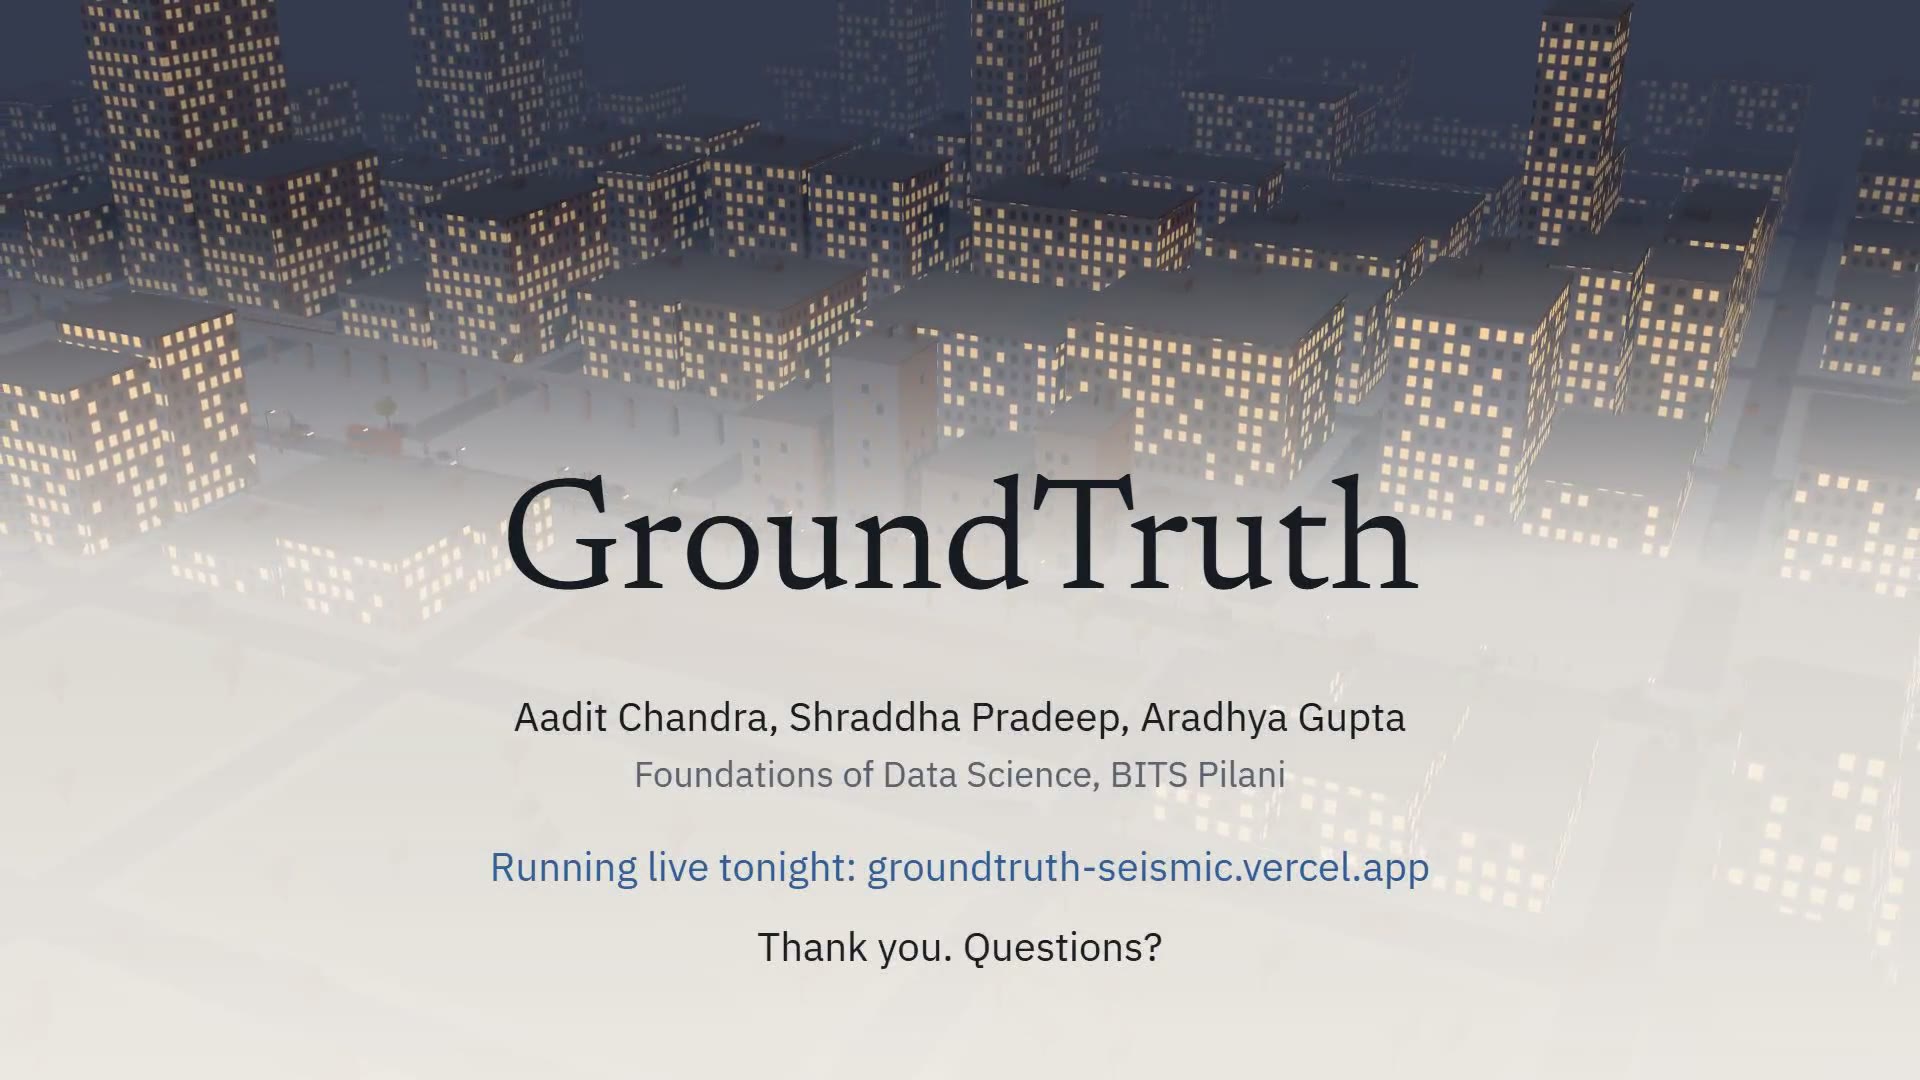 GroundTruth
Aadit Chandra, Shraddha Pradeep, Aradhya Gupta
Foundations of Data Science, BITS Pilani
Running live tonight: groundtruth-seismic.vercel.app
Thank you. Questions?